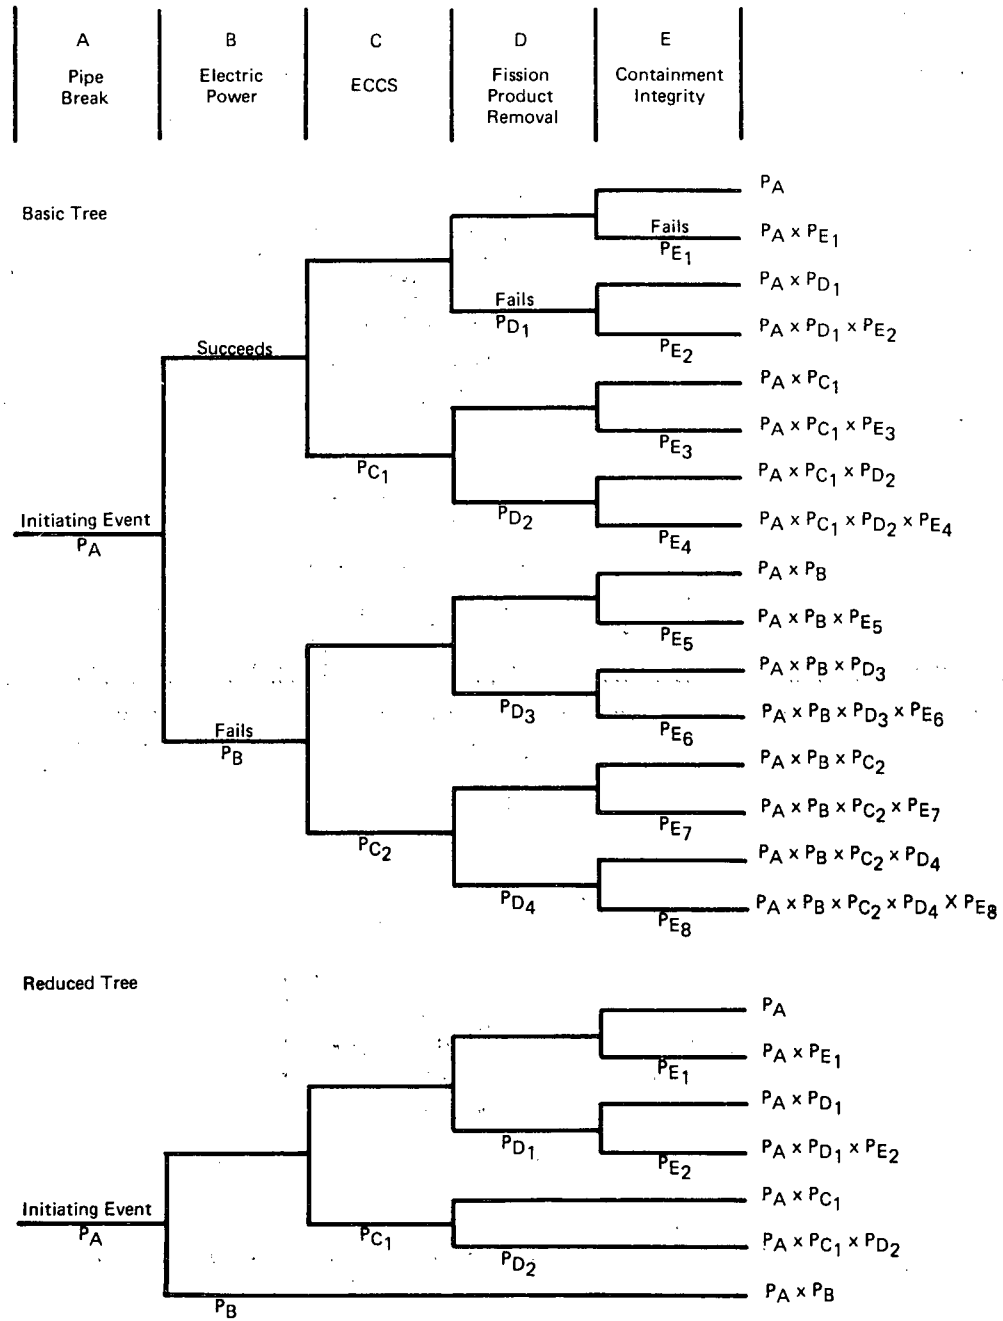 A
Pipe
Break
B
Electric
Power
C
ECCS
D
Fission
Product
Removal
E
Containment
Integrity
Basic Tree
Initiating Event
PA
Succeeds
Fails
PB
PC1
PC2
Fails
PD1
PD2
PD3
PD4
Fails
PE1
PE2
PE3
PE4
PE5
PE6
PE7
PE8
PA
PA x PE1
PA x PD1
PA x PD1 x PE2
PA x PC1
PA x PC1 x PE3
PA x PC1 x PD2
PA x PC1 x PD2 x PE4
PA x PB
PA x PB x PE5
PA x PB x PD3
PA x PB x PD3 x PE6
PA x PB x PC2
PA x PB x PC2 x PE7
PA x PB x PC2 x PD4
PA x PB x PC2 x PD4 X PE8
Reduced Tree
Initiating Event
PA
PB
PC1
PD1
PD2
PE1
PE2
PA
PA x PE1
PA x PD1
PA x PD1 x PE2
PA x PC1
PA x PC1 x PD2
PA x PB